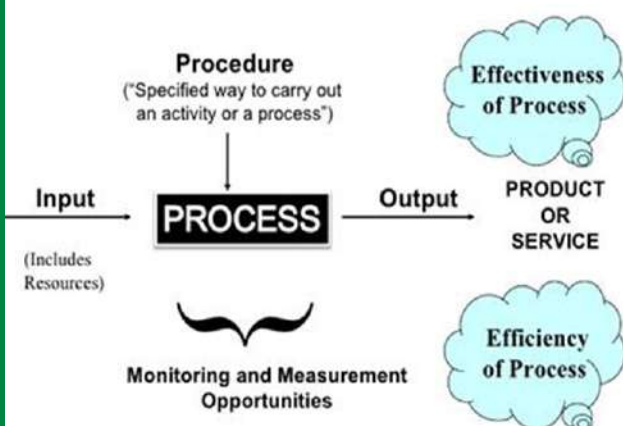 Procedure
("Specified way to carry out
an activity or a process")
Effectiveness
of Process
Input
PROCESS
Output
PRODUCT
OR
SERVICE
(Includes
Resources)
Monitoring and Measurement
Opportunities
Efficiency
of Process